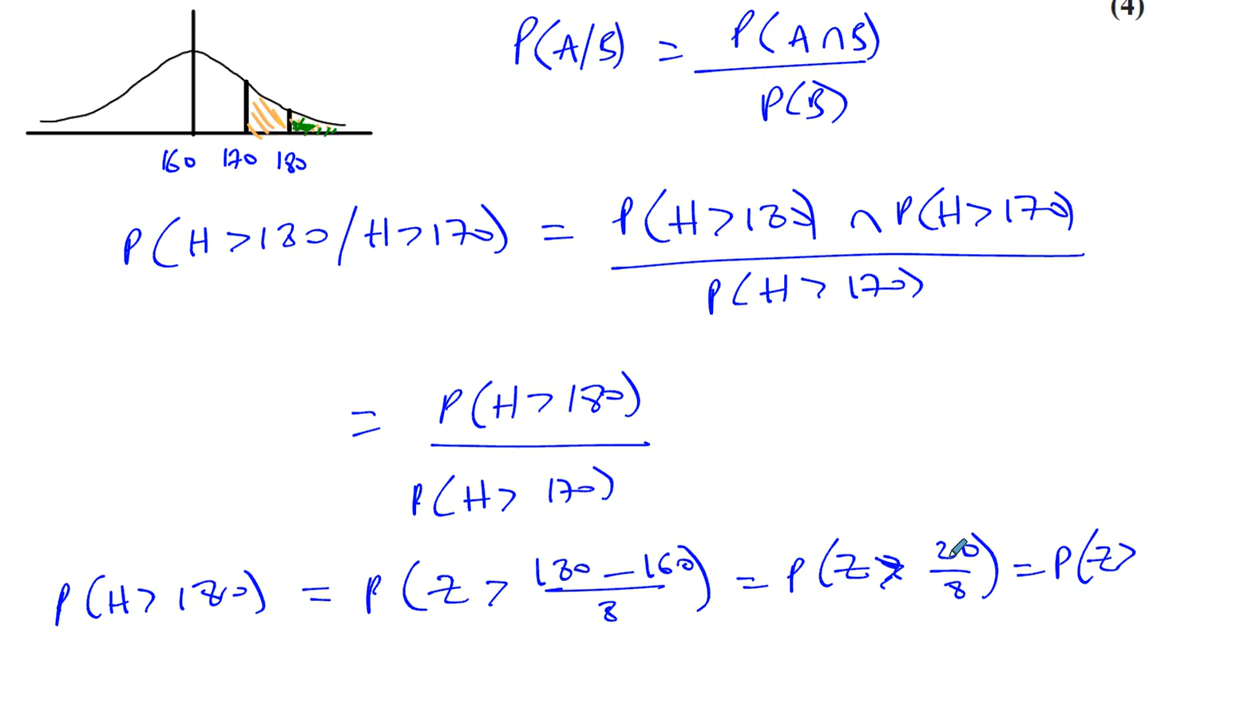 (4)
P(A/B) = P(A∩B)
P(B)
160 170 180
P(H>180/H>170) = P(H>180) ∩ P(H>170)
P(H> 170)
= P(H>180)
P(H> 170)
P(H> 180) = P(Z > 180-160/8) = P(Z > 20/8) = P(Z>